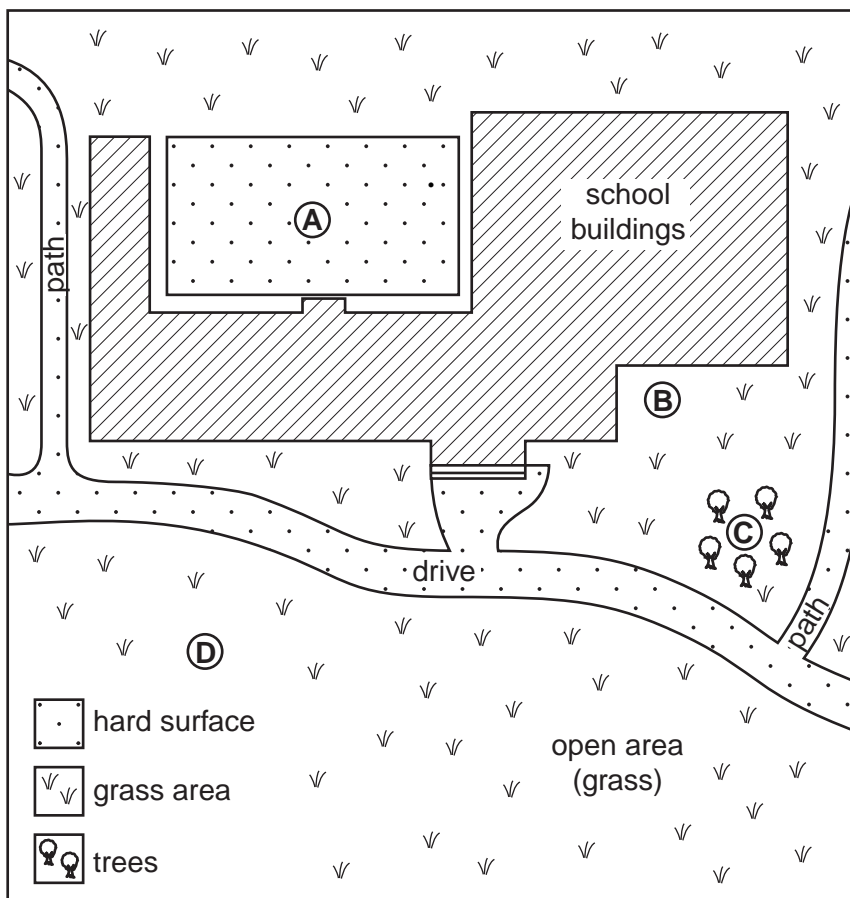 A
school
buildings
path
B
C
drive
path
D
hard surface
open area
(grass)
grass area
trees